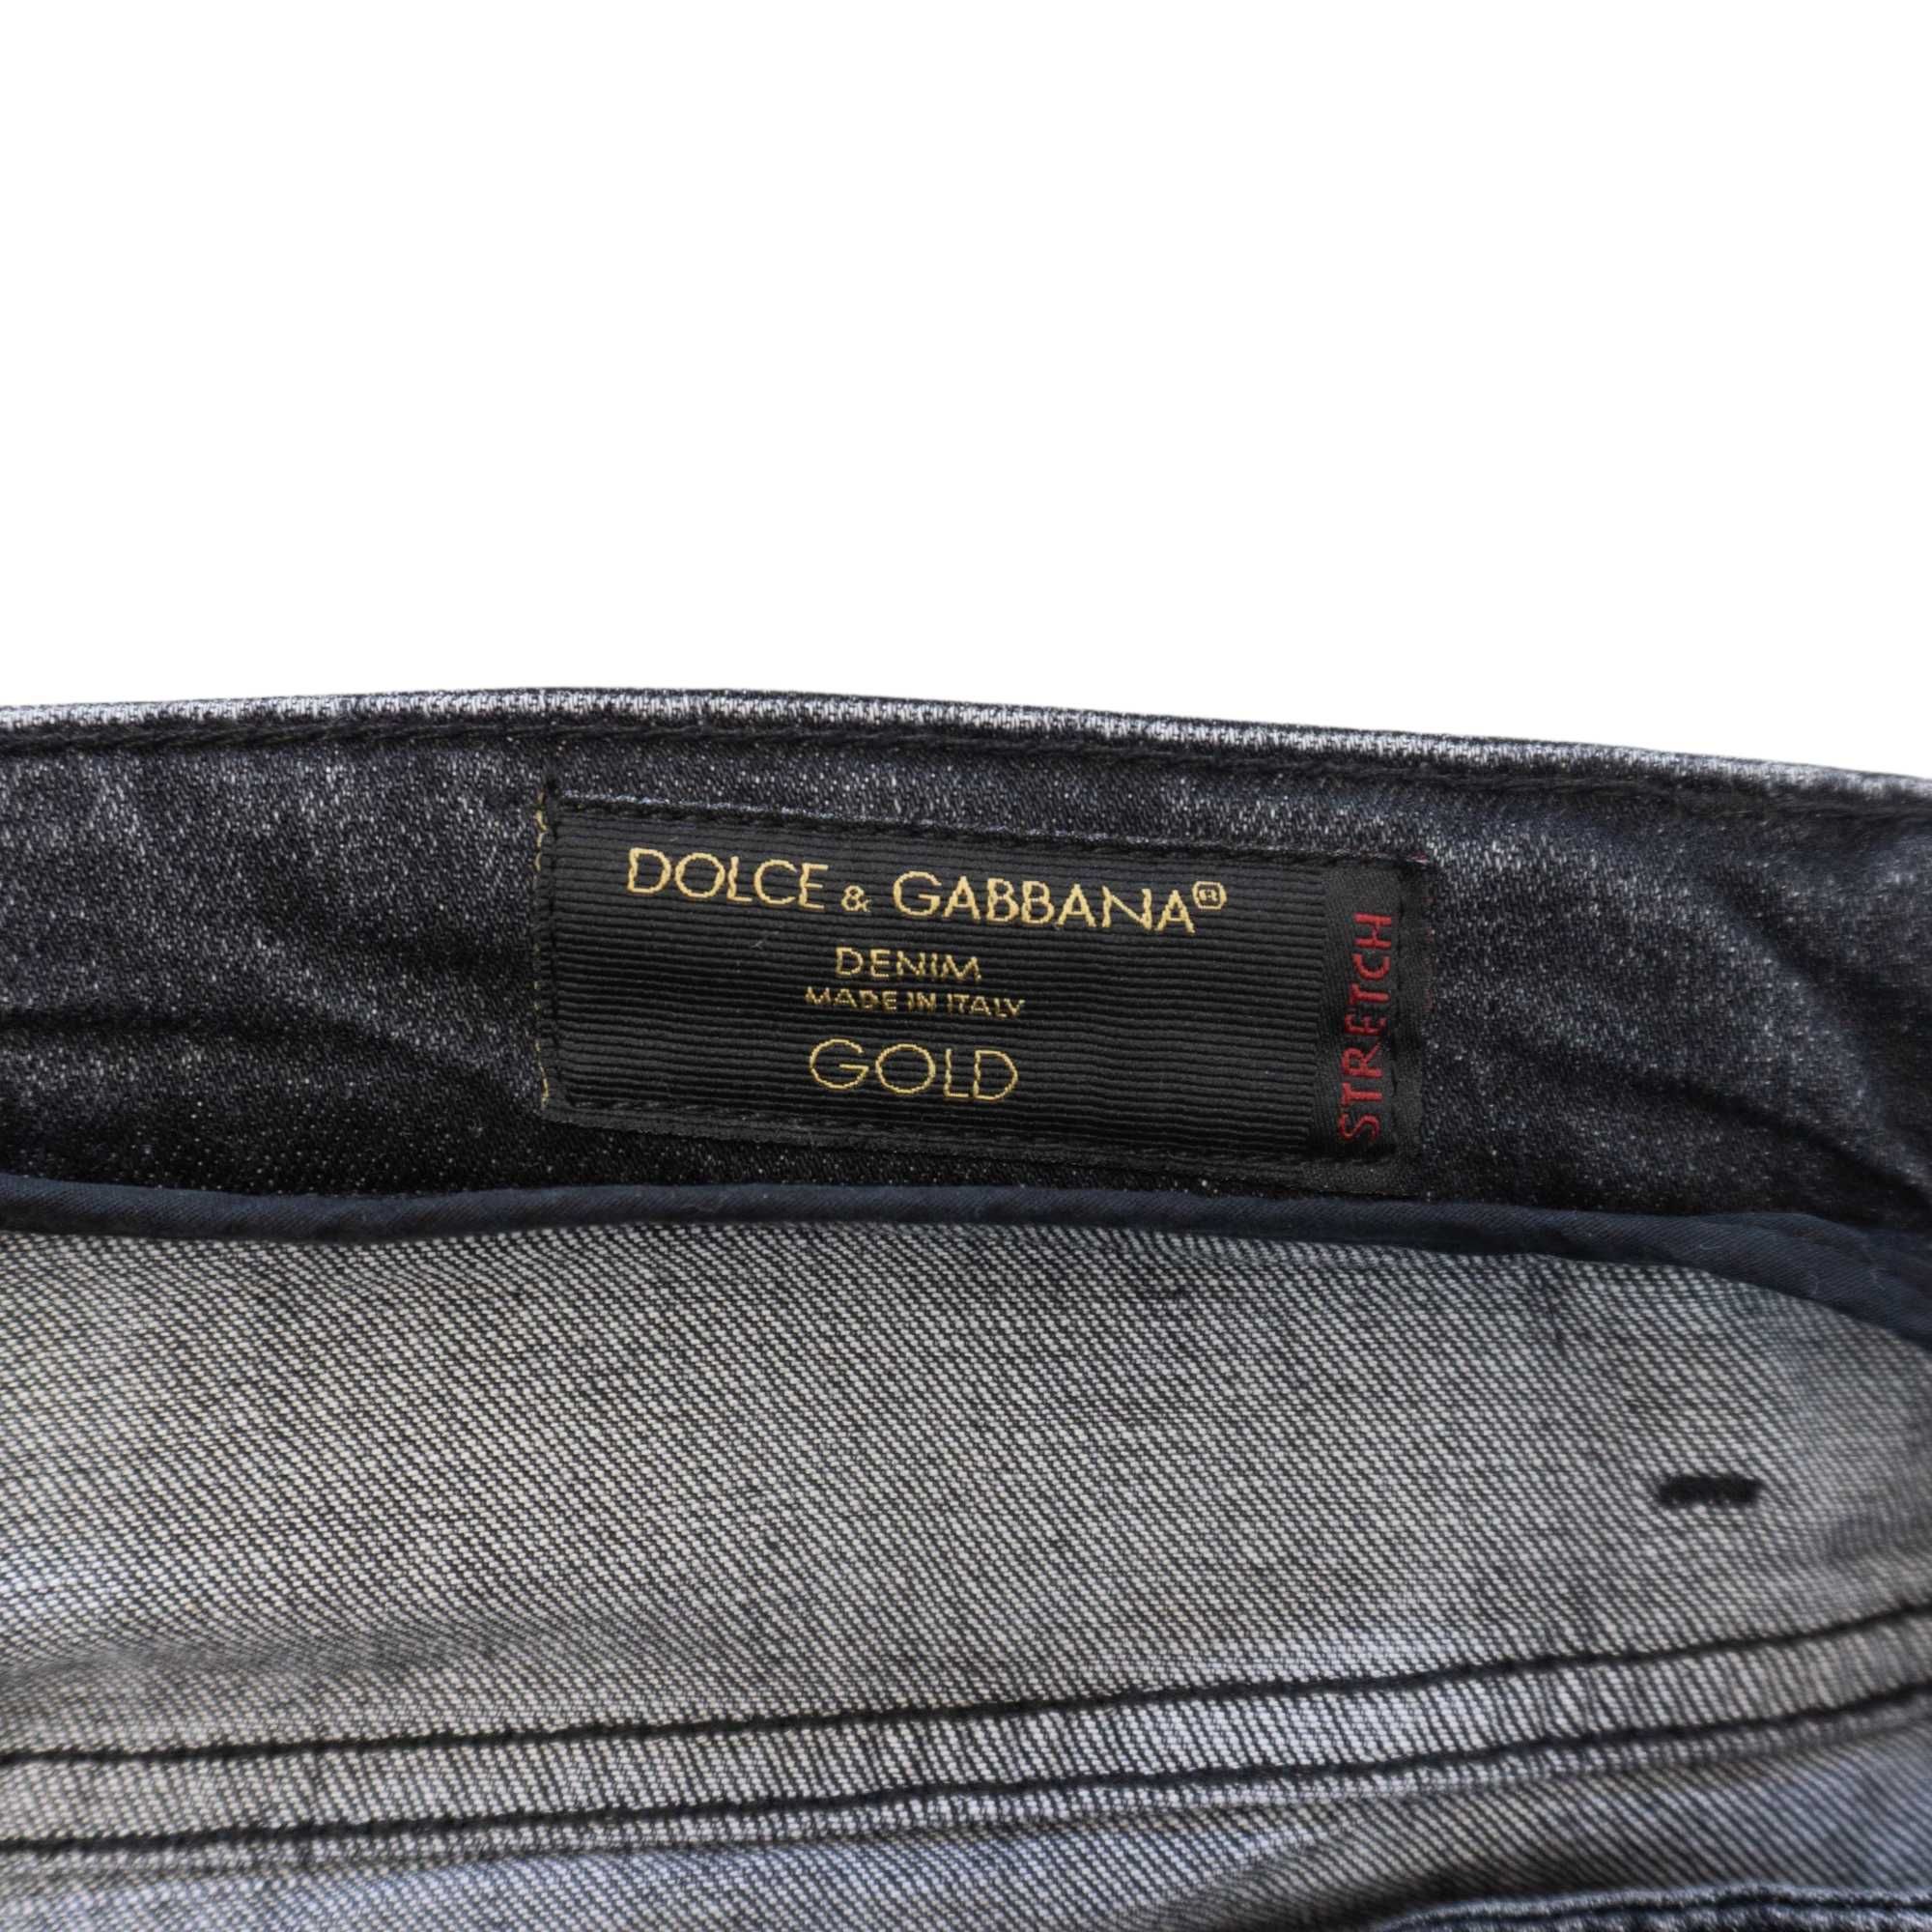 DOLCE & GABBANA®
DENIM
MADE IN ITALY
GOLD
STRETCH